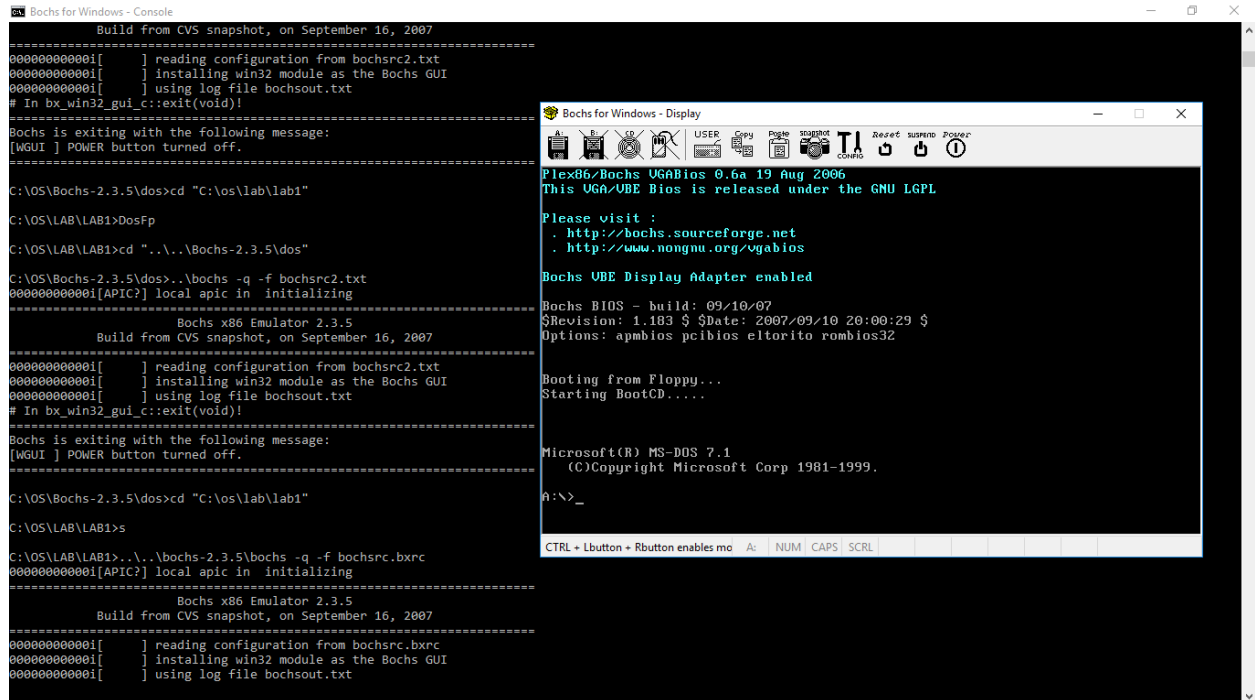 Bochs for Windows - Console
Build from CVS snapshot, on September 16, 2007
========================================================================
00000000000i[     ] reading configuration from bochsrc2.txt
00000000000i[     ] installing win32 module as the Bochs GUI
00000000000i[     ] using log file bochsout.txt
# In bx_win32_gui_c::exit(void)!
========================================================================
Bochs is exiting with the following message:
[WGUI ] POWER button turned off.
========================================================================
C:\OS\Bochs-2.3.5\dos>cd "C:\os\lab\lab1"
C:\OS\LAB\LAB1>DosFp
C:\OS\LAB\LAB1>cd "..\..\Bochs-2.3.5\dos"
C:\OS\Bochs-2.3.5\dos>..\bochs -q -f bochsrc2.txt
00000000000i[APIC?] local apic in  initializing
========================================================================
Bochs x86 Emulator 2.3.5
Build from CVS snapshot, on September 16, 2007
========================================================================
00000000000i[     ] reading configuration from bochsrc2.txt
00000000000i[     ] installing win32 module as the Bochs GUI
00000000000i[     ] using log file bochsout.txt
# In bx_win32_gui_c::exit(void)!
========================================================================
Bochs is exiting with the following message:
[WGUI ] POWER button turned off.
========================================================================
C:\OS\Bochs-2.3.5\dos>cd "C:\os\lab\lab1"
C:\OS\LAB\LAB1>s
C:\OS\LAB\LAB1>..\..\bochs-2.3.5\bochs -q -f bochsrc.bxrc
00000000000i[APIC?] local apic in  initializing
========================================================================
Bochs x86 Emulator 2.3.5
Build from CVS snapshot, on September 16, 2007
========================================================================
00000000000i[     ] reading configuration from bochsrc.bxrc
00000000000i[     ] installing win32 module as the Bochs GUI
00000000000i[     ] using log file bochsout.txt
Bochs for Windows - Display
A: B: CD USER Copy Paste snapshot CONFIG Reset SUSPEND Power
Plex86/Bochs VGABios 0.6a 19 Aug 2006
This VGA/VBE Bios is released under the GNU LGPL
Please visit :
. http://bochs.sourceforge.net
. http://www.nongnu.org/vgabios
Bochs VBE Display Adapter enabled
Bochs BIOS - build: 09/10/07
$Revision: 1.183 $ $Date: 2007/09/10 20:00:29 $
Options: apmbios pcibios eltorito rombios32
Booting from Floppy...
Starting BootCD.....
Microsoft(R) MS-DOS 7.1
(C)Copyright Microsoft Corp 1981-1999.
A:\>_
CTRL + Lbutton + Rbutton enables mo A: NUM CAPS SCRL